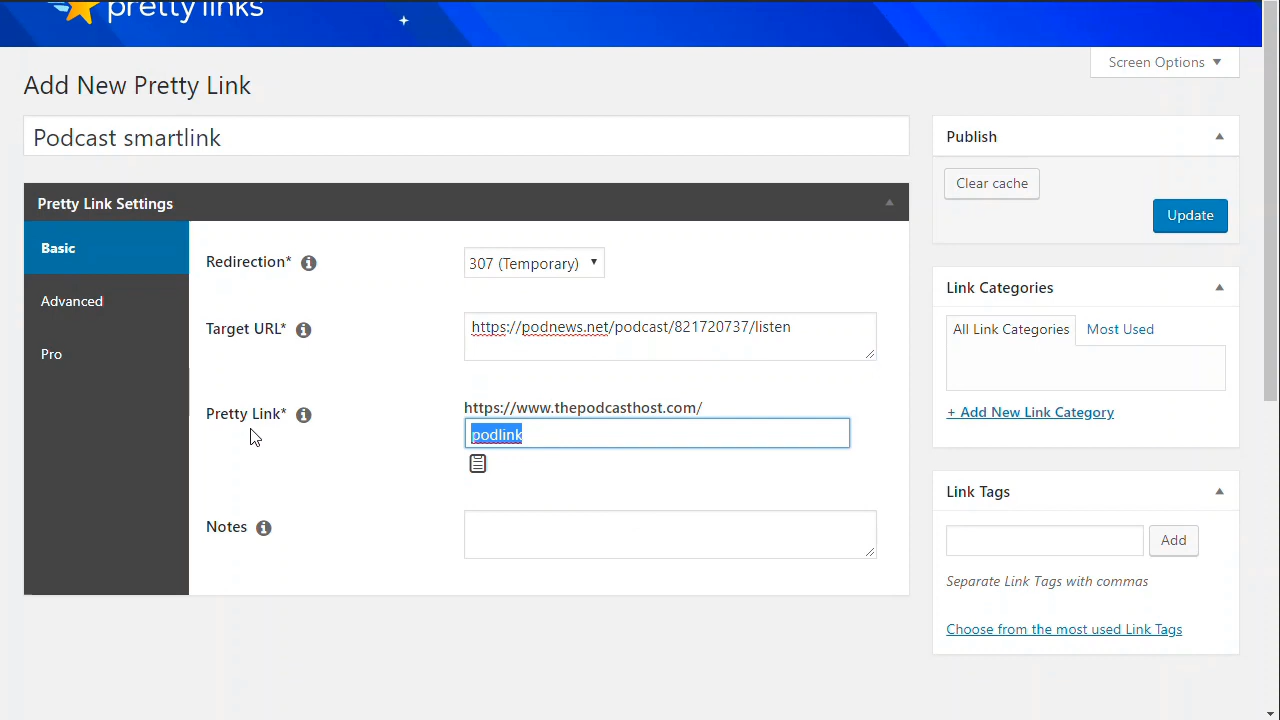 pretty links
Screen Options
Add New Pretty Link
Podcast smartlink
Pretty Link Settings
Basic
Advanced
Pro
Redirection*
307 (Temporary)
Target URL*
https://podnews.net/podcast/821720737/listen
Pretty Link*
https://www.thepodcasthost.com/
podlink
Notes
Publish
Clear cache
Update
Link Categories
All Link Categories
Most Used
+ Add New Link Category
Link Tags
Add
Separate Link Tags with commas
Choose from the most used Link Tags